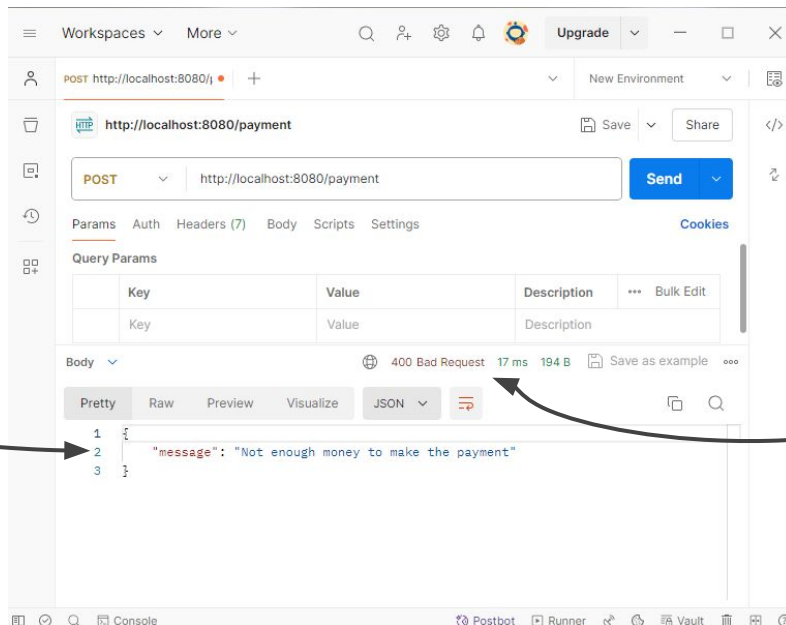 Workspaces More Upgrade
POST http://localhost:8080/ New Environment
HTTP http://localhost:8080/payment Save Share
POST http://localhost:8080/payment Send
Params Auth Headers (7) Body Scripts Settings Cookies
Query Params
Key Value Description Bulk Edit
Key Value Description
Body 400 Bad Request 17 ms 194 B Save as example
Pretty Raw Preview Visualize JSON
1 {
2 "message": "Not enough money to make the payment"
3 }
Console Postbot Runner Vault